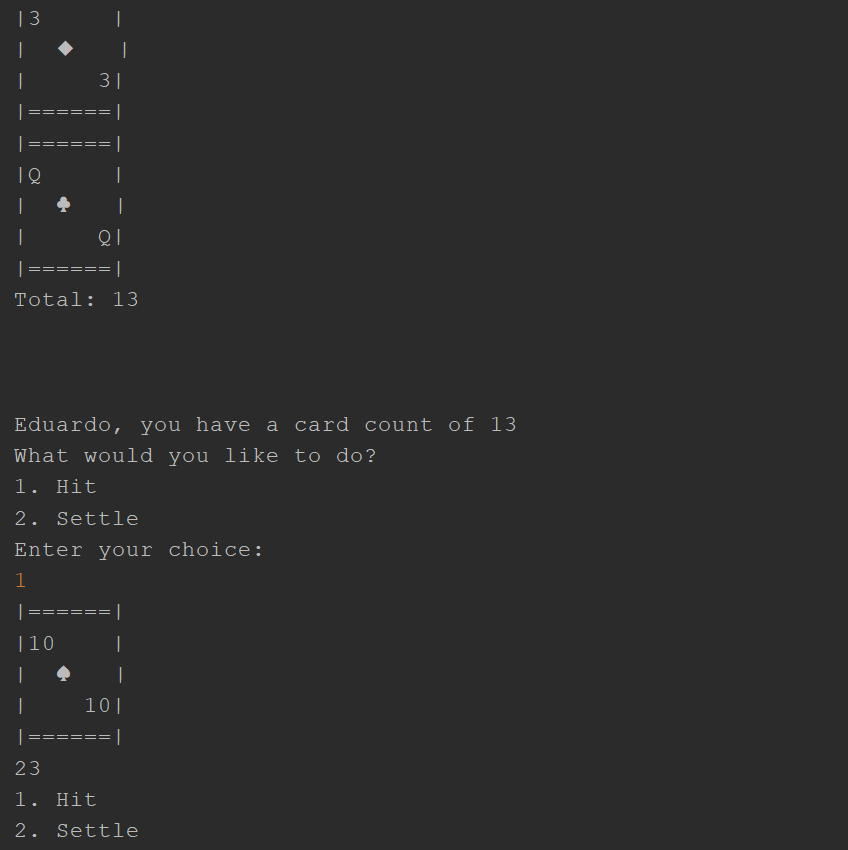 |3     |
|  ◆   |
|     3|
|======|
|======|
|Q     |
|  ♣   |
|     Q|
|======|
Total: 13
Eduardo, you have a card count of 13
What would you like to do?
1. Hit
2. Settle
Enter your choice:
1
|======|
|10    |
|  ♠   |
|    10|
|======|
23
1. Hit
2. Settle